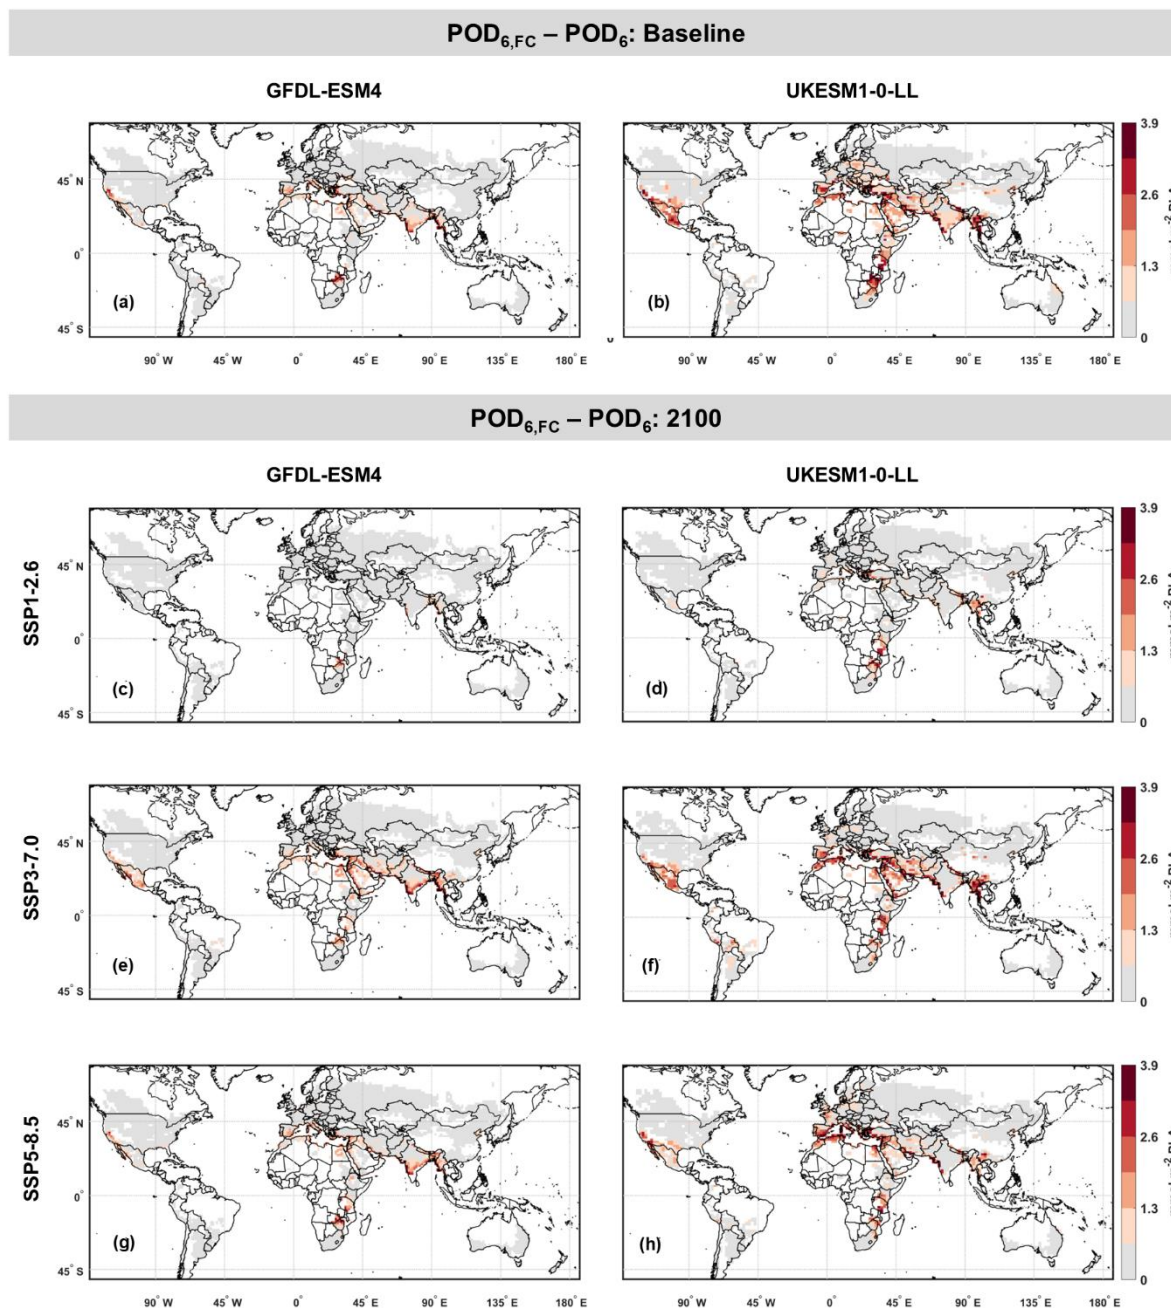 POD6,FC – POD6: Baseline
GFDL-ESM4 UKESM1-0-LL
45° N
0°
45° S
(a) (b)
3.9
2.6
1.3
0
90° W 45° W 0° 45° E 90° E 135° E 180° E
90° W 45° W 0° 45° E 90° E 135° E 180° E
POD6,FC – POD6: 2100
GFDL-ESM4 UKESM1-0-LL
SSP1-2.6
45° N
0°
45° S
(c) (d)
3.9
2.6
1.3
0
SSP3-7.0
45° N
0°
45° S
(e) (f)
3.9
2.6
1.3
0
SSP5-8.5
45° N
0°
45° S
(g) (h)
3.9
2.6
1.3
0
90° W 45° W 0° 45° E 90° E 135° E 180° E
90° W 45° W 0° 45° E 90° E 135° E 180° E